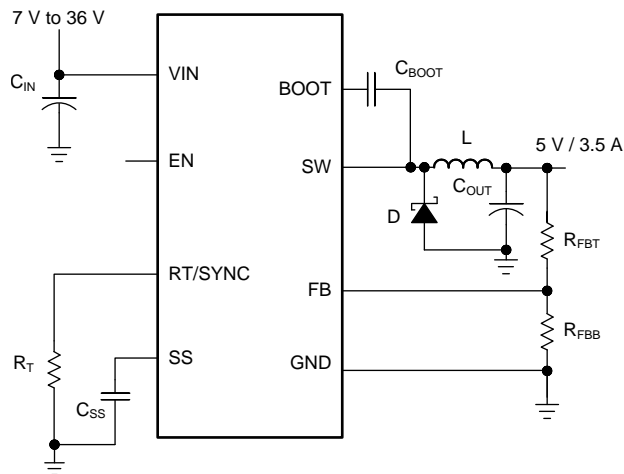 7 V to 36 V
CIN
VIN
BOOT
CBOOT
EN
SW
L
5 V / 3.5 A
COUT
D
RFBT
RT/SYNC
FB
RFBB
RT
SS
GND
CSS